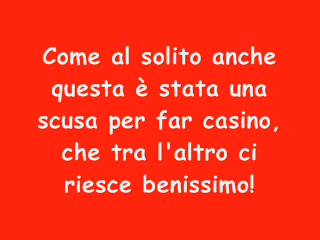 Come al solito anche
questa è stata una
scusa per far casino,
che tra l'altro ci
riesce benissimo!